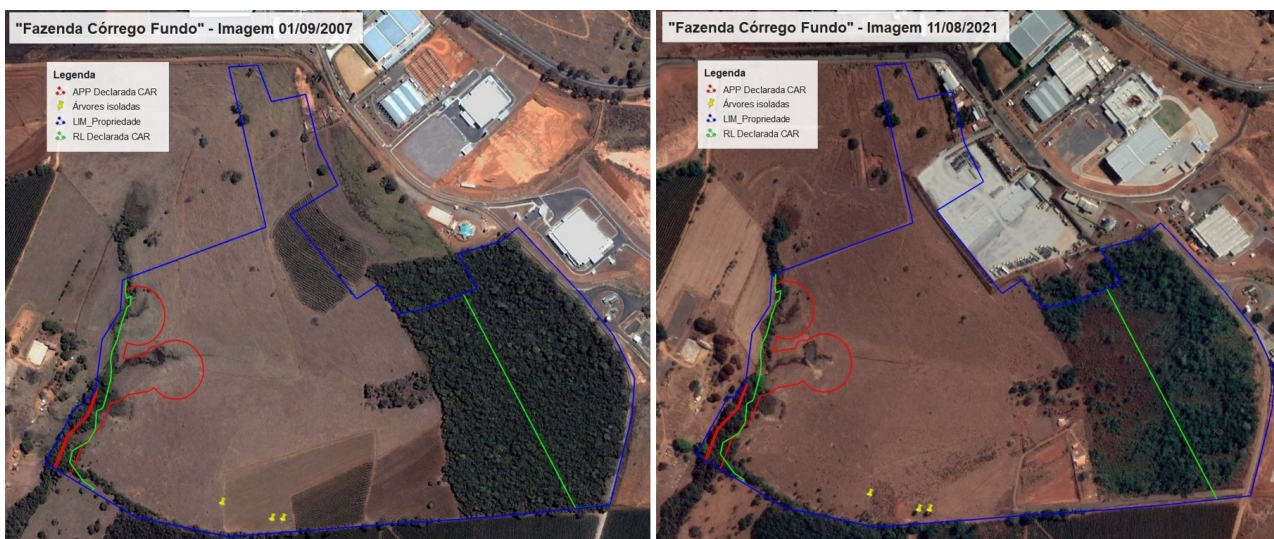 "Fazenda Córrego Fundo" - Imagem 01/09/2007
Legenda
APP Declarada CAR
Árvores isoladas
LIM_Propriedade
RL Declarada CAR
"Fazenda Córrego Fundo" - Imagem 11/08/2021
Legenda
APP Declarada CAR
Árvores isoladas
LIM_Propriedade
RL Declarada CAR